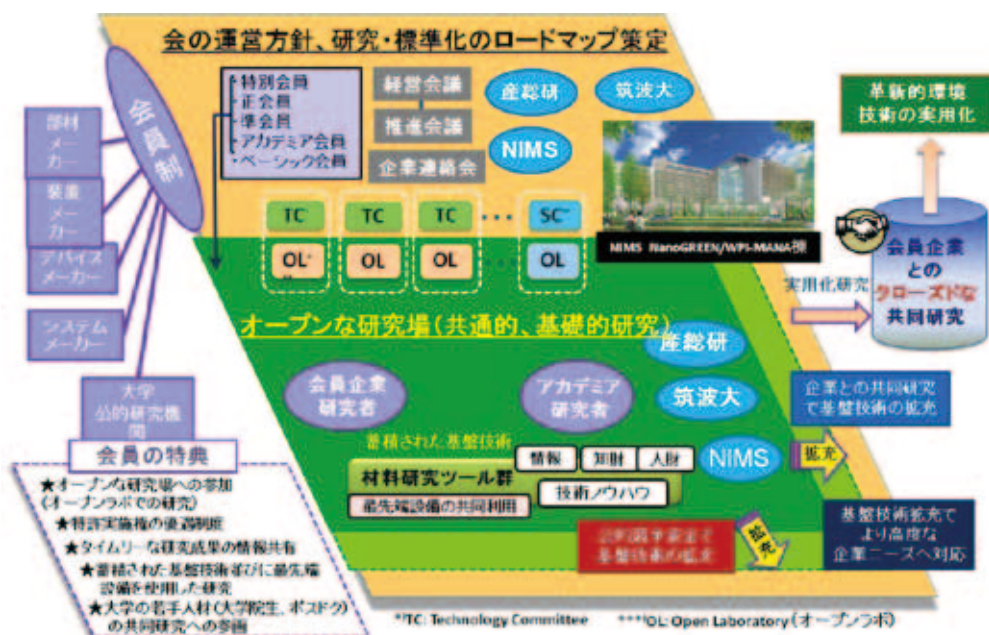 会の運営方針、研究・標準化のロードマップ策定
会員制
部材
メー
カー
装置
メー
カー
デバイス
メーカー
システム
メーカー
大学
公的研究機
関
・特別会員
・正会員
・準会員
・アカデミア会員
・ベーシック会員
経営会議
推進会議
企業連絡会
産総研
筑波大
NIMS
NIMS NanoGREEN/WPI-MANA棟
TC
TC
TC
・・・
SC**
OL*
OL
OL
・・・
OL
革新的環境
技術の実用化
会員企業
との
クローズドな
共同研究
実用化研究
オープンな研究場(共通的、基礎的研究)
産総研
会員企業
研究者
アカデミア
研究者
筑波大
NIMS
蓄積された基盤技術
材料研究ツール群
最先端設備の共同利用
情報
知財
人財
技術ノウハウ
企業との共同研究
で基盤技術の拡充
拡充
基盤技術の拡充
拡充
基盤技術拡充で
より高度な
企業ニーズへ対応
会員の特典
★オープンな研究場への参加
(オープンラボでの研究)
★特許実施権の優遇制度
★タイムリーな研究成果の情報共有
★蓄積された基盤技術並びに最先端
設備を使用した研究
★大学の若手人材(大学院生、ポスドク)
の共同研究への参画
**TC: Technology Committee
***OL: Open Laboratory(オープンラボ)